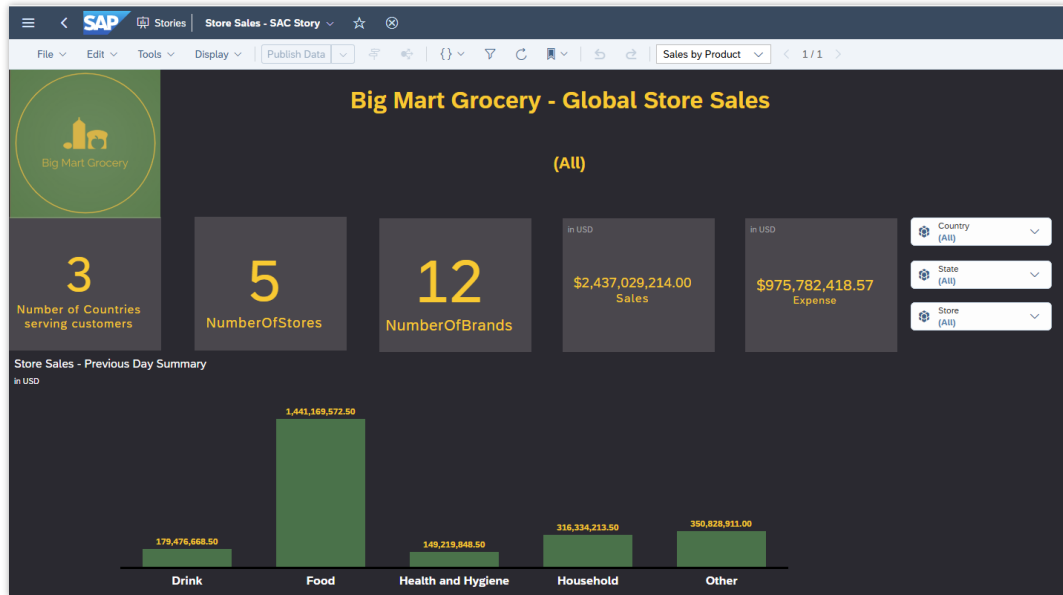 SAP Stories Store Sales - SAC Story
File Edit Tools Display Publish Data {} Sales by Product 1 / 1
Big Mart Grocery
Big Mart Grocery - Global Store Sales
(All)
3
Number of Countries
serving customers
5
NumberOfStores
12
NumberOfBrands
in USD
$2,437,029,214.00
Sales
in USD
$975,782,418.57
Expense
Country
(All)
State
(All)
Store
(All)
Store Sales - Previous Day Summary
in USD
179,476,668.50
1,441,169,572.50
149,219,848.50
316,334,213.50
350,828,911.00
Drink Food Health and Hygiene Household Other